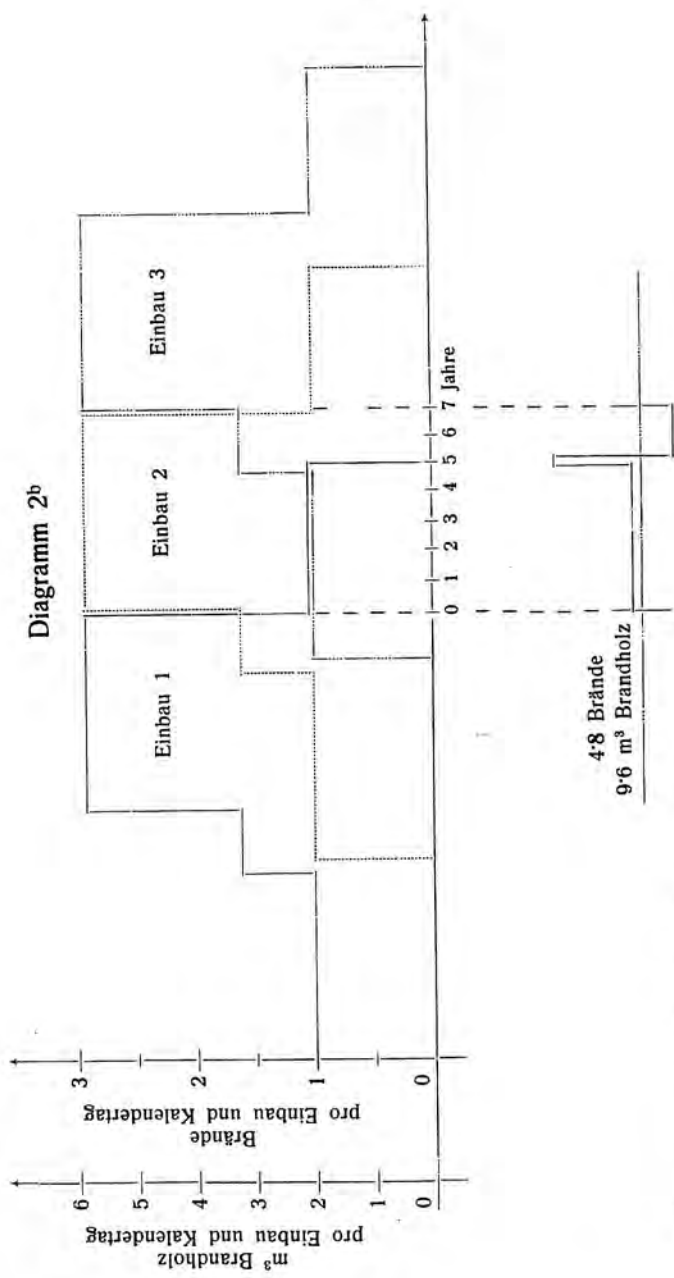 Diagramm 2b
m³ Brandholz
pro Einbau und Kalendertag
6
5
4
3
2
1
0
Brände
pro Einbau und Kalendertag
3
2
1
0
Einbau 1
Einbau 2
Einbau 3
0 1 2 3 4 5 6 7 Jahre
4·8 Brände
9·6 m³ Brandholz